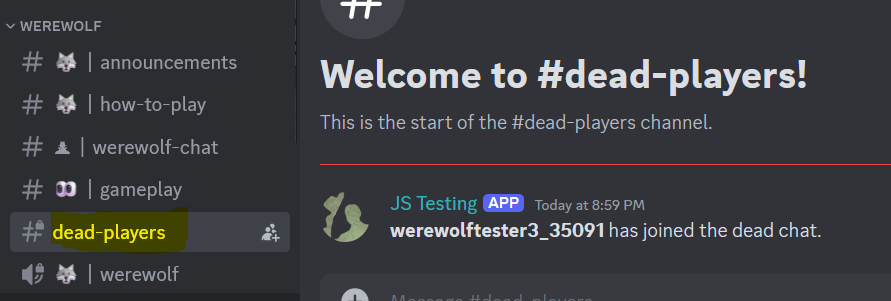 WEREWOLF
# 🐺 | announcements
# 🐺 | how-to-play
# | werewolf-chat
# 👀 | gameplay
# dead-players
🐺 | werewolf
#
Welcome to #dead-players!
This is the start of the #dead-players channel.
JS Testing APP Today at 8:59 PM
werewolftester3_35091 has joined the dead chat.
Message #dead-players